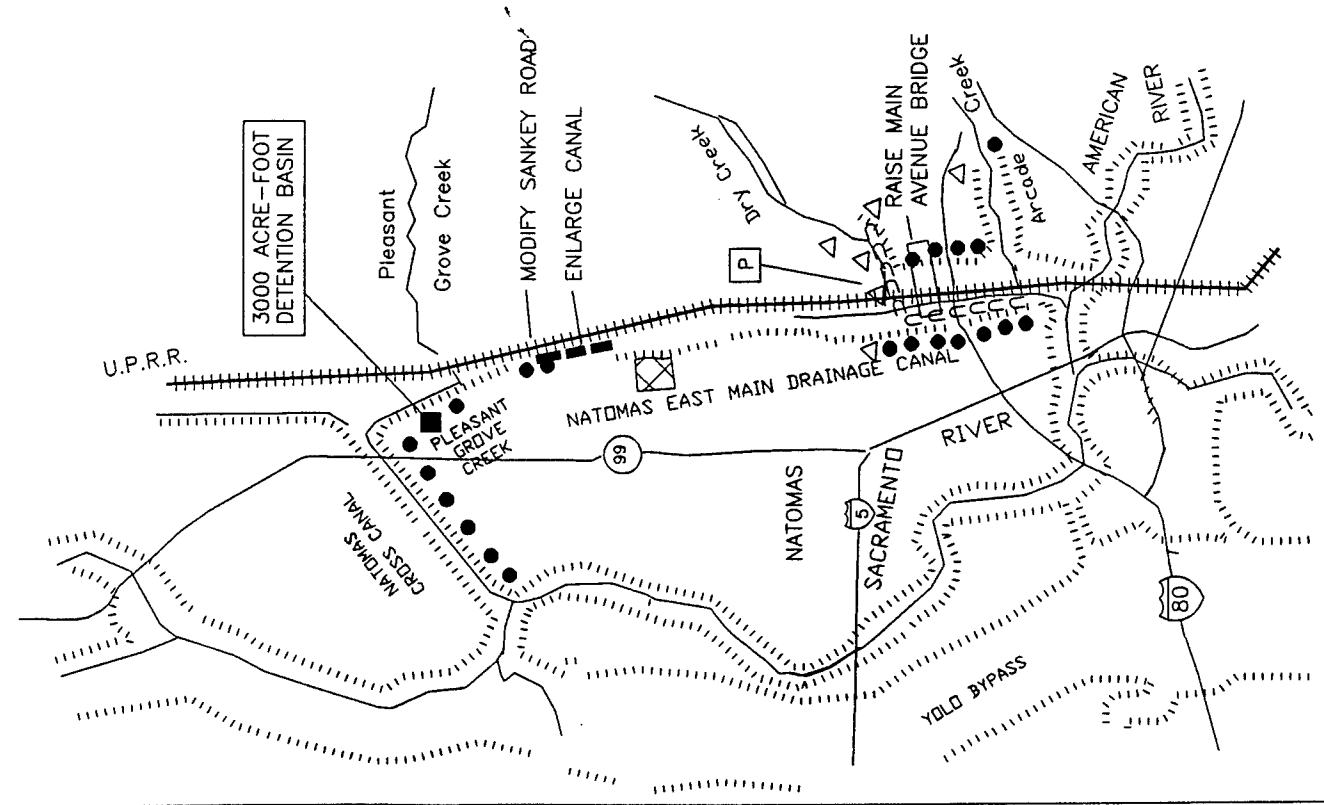 3000 ACRE-FOOT
DETENTION BASIN
Pleasant
Grove Creek
MODIFY SANKEY ROAD
ENLARGE CANAL
U.P.R.R.
Dry Creek
P
RAISE MAIN
AVENUE BRIDGE
Creek
Arcade
AMERICAN
RIVER
PLEASANT
GROVE
CREEK
NATOMAS EAST MAIN DRAINAGE CANAL
NATOMAS
CROSS CANAL
99
NATOMAS
5
SACRAMENTO
RIVER
YOLO BYPASS
80